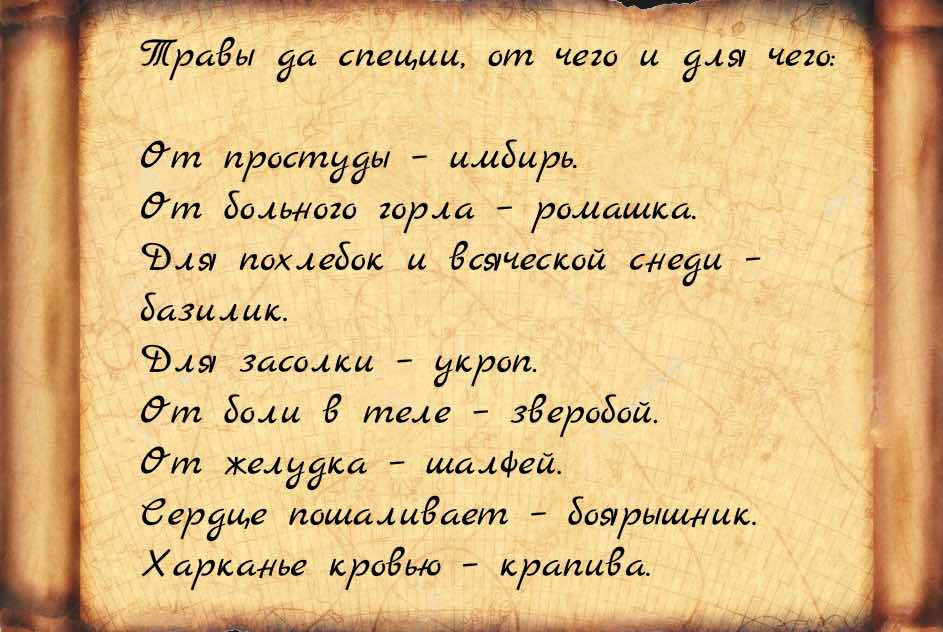 Травы да специи, от чего и для чего:
От простуды - имбирь.
От больного горла - ромашка.
Для похлебок и всяческой снеди -
базилик.
Для засолки - укроп.
От боли в теле - зверобой.
От желудка - шалфей.
Сердце пошаливает - боярышник.
Харканье кровью - крапива.